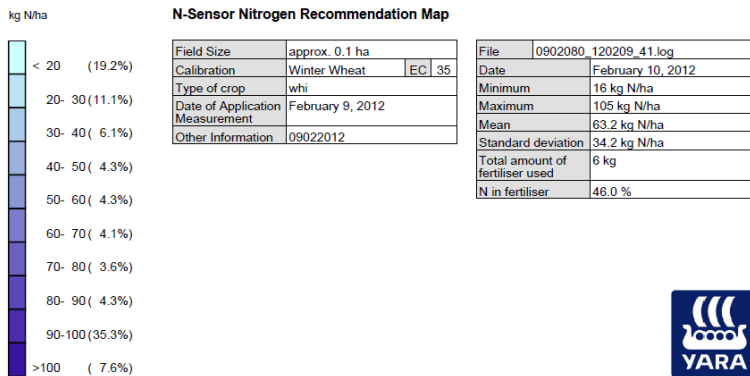 kg N/ha
N-Sensor Nitrogen Recommendation Map
< 20 (19.2%)
20- 30 (11.1%)
30- 40 ( 6.1%)
40- 50 ( 4.3%)
50- 60 ( 4.3%)
60- 70 ( 4.1%)
70- 80 ( 3.6%)
80- 90 ( 4.3%)
90-100 (35.3%)
>100 ( 7.6%)
Field Size approx. 0.1 ha
Calibration Winter Wheat EC 35
Type of crop whi
Date of Application February 9, 2012
Measurement
Other Information 09022012
File 0902080_120209_41.log
Date February 10, 2012
Minimum 16 kg N/ha
Maximum 105 kg N/ha
Mean 63.2 kg N/ha
Standard deviation 34.2 kg N/ha
Total amount of 6 kg
fertiliser used
N in fertiliser 46.0 %
YARA